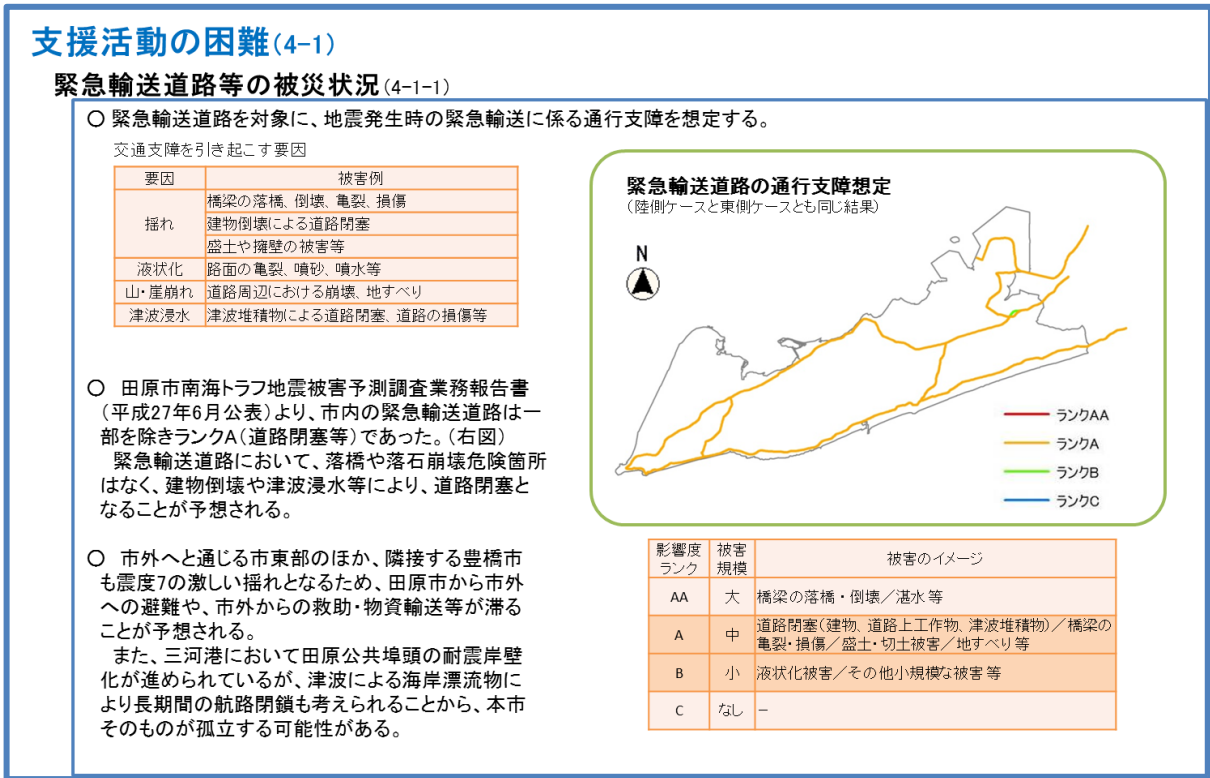 支援活動の困難(4-1)
緊急輸送道路等の被災状況(4-1-1)
〇 緊急輸送道路を対象に、地震発生時の緊急輸送に係る通行支障を想定する。
交通支障を引き起こす要因
要因 被害例
揺れ 橋梁の落橋、倒壊、亀裂、損傷
建物倒壊による道路閉塞
盛土や擁壁の被害等
液状化 路面の亀裂、噴砂、噴水等
山・崖崩れ 道路周辺における崩壊、地すべり
津波浸水 津波堆積物による道路閉塞、道路の損傷等
〇 田原市南海トラフ地震被害予測調査業務報告書
(平成27年6月公表)より、市内の緊急輸送道路は一
部を除きランクA(道路閉塞等)であった。(右図)
緊急輸送道路において、落橋や落石崩壊危険箇所
はなく、建物倒壊や津波浸水等により、道路閉塞と
なることが予想される。
〇 市外へと通じる市東部のほか、隣接する豊橋市
も震度7の激しい揺れとなるため、田原市から市外
への避難や、市外からの救助・物資輸送等が滞る
ことが予想される。
また、三河港において田原公共埠頭の耐震岸壁
化が進められているが、津波による海岸漂流物に
より長期間の航路閉鎖も考えられることから、本市
そのものが孤立する可能性がある。
緊急輸送道路の通行支障想定
(陸側ケースと東側ケースとも同じ結果)
N
ランクAA
ランクA
ランクB
ランクC
影響度ランク 被害規模 被害のイメージ
AA 大 橋梁の落橋・倒壊/湛水等
A 中 道路閉塞(建物、道路上工作物、津波堆積物)/橋梁の
亀裂・損傷/盛土・切土被害/地すべり等
B 小 液状化被害/その他小規模な被害等
C なし −